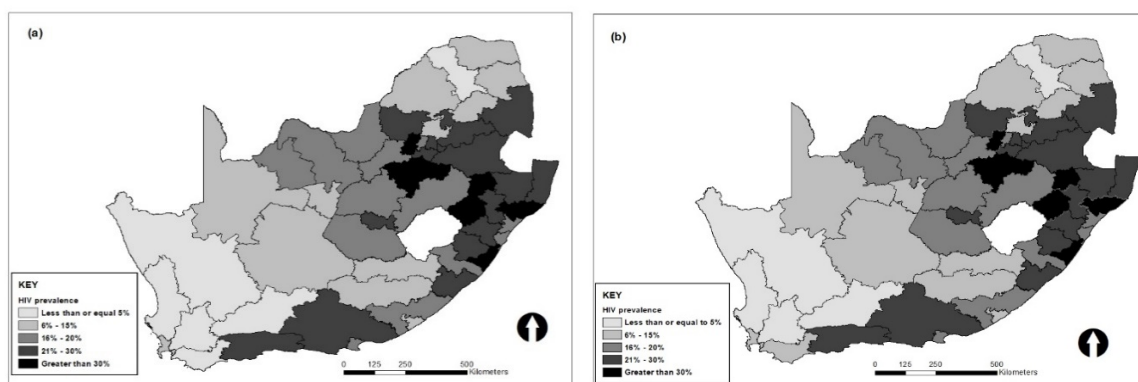 (a)
KEY
HIV prevalence
Less than or equal 5%
6% - 15%
16% - 20%
21% - 30%
Greater than 30%
0 125 250 500
Kilometers
(b)
KEY
HIV prevalence
Less than or equal to 5%
6% - 15%
16% - 20%
21% - 30%
Greater than 30%
0 125 250 500
Kilometers